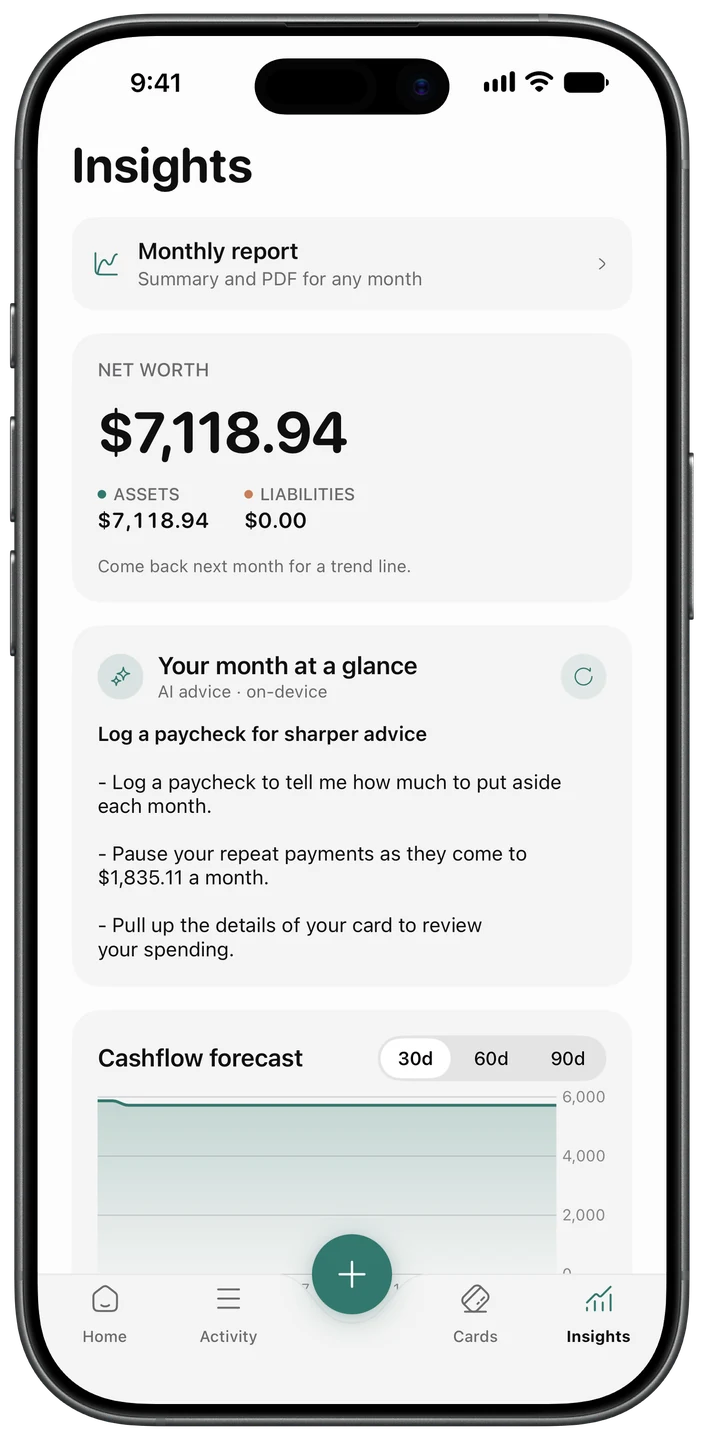 9:41
Insights
Monthly report
Summary and PDF for any month
NET WORTH
$7,118.94
ASSETS
$7,118.94
LIABILITIES
$0.00
Come back next month for a trend line.
Your month at a glance
AI advice · on-device
Log a paycheck for sharper advice
- Log a paycheck to tell me how much to put aside
each month.
- Pause your repeat payments as they come to
$1,835.11 a month.
- Pull up the details of your card to review
your spending.
Cashflow forecast
30d 60d 90d
6,000
4,000
2,000
Home
Activity
Cards
Insights